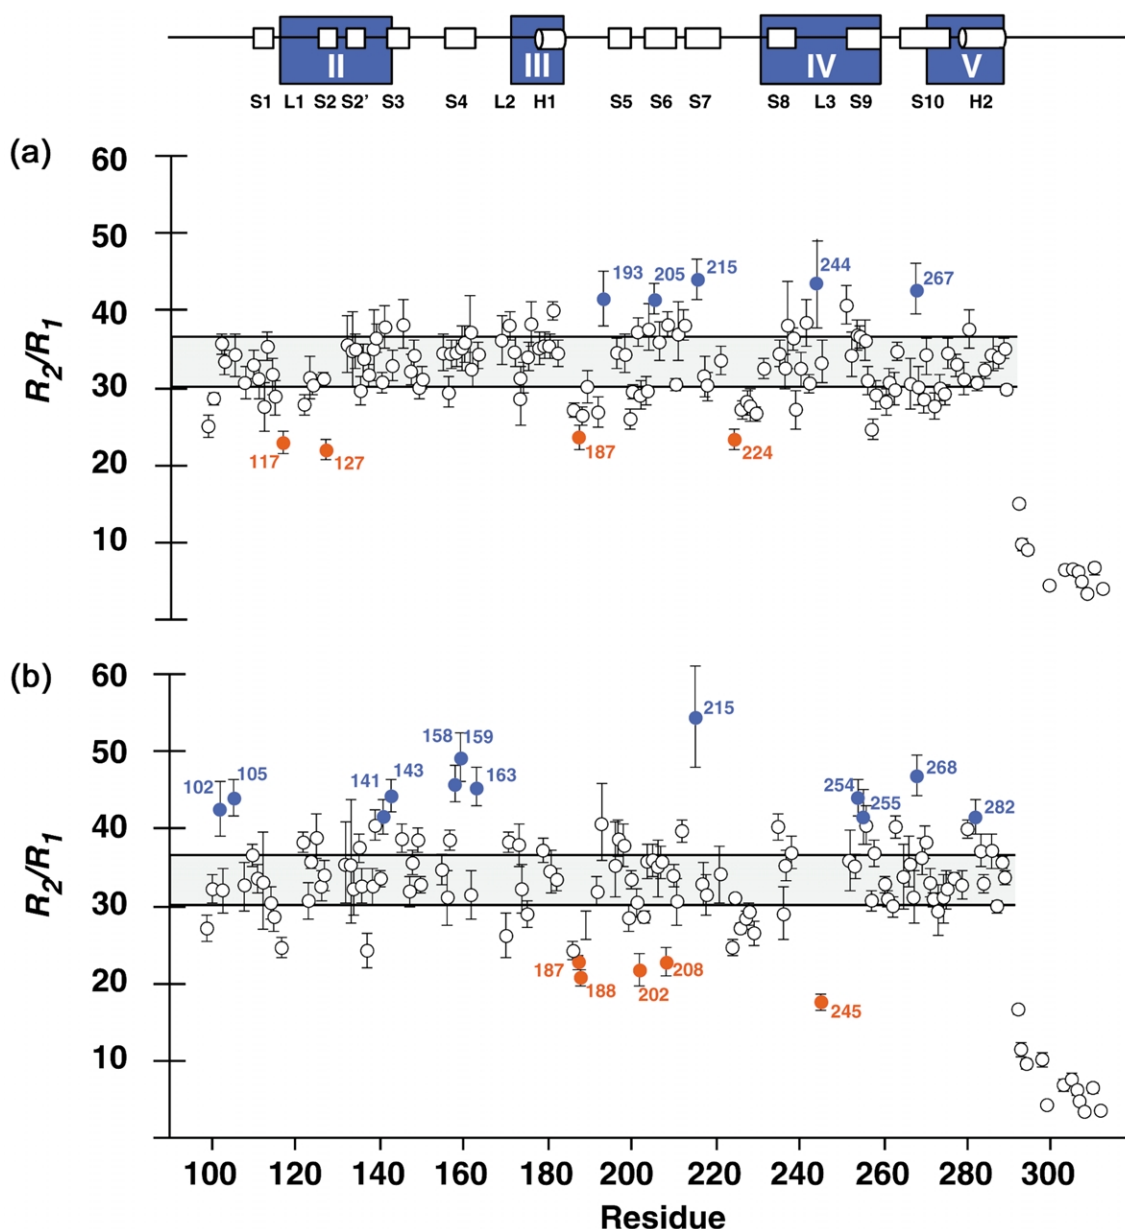 II III IV V
S1 L1 S2 S2’ S3 S4 L2 H1 S5 S6 S7 S8 L3 S9 S10 H2
(a)
60
50
40
30
20
10
R2/R1
193 205 215 244 267
117 127 187 224
(b)
60
50
40
30
20
10
R2/R1
215
158 159
102 105 141 143 163 254 255 268 282
187 188 202 208 245
100 120 140 160 180 200 220 240 260 280 300
Residue